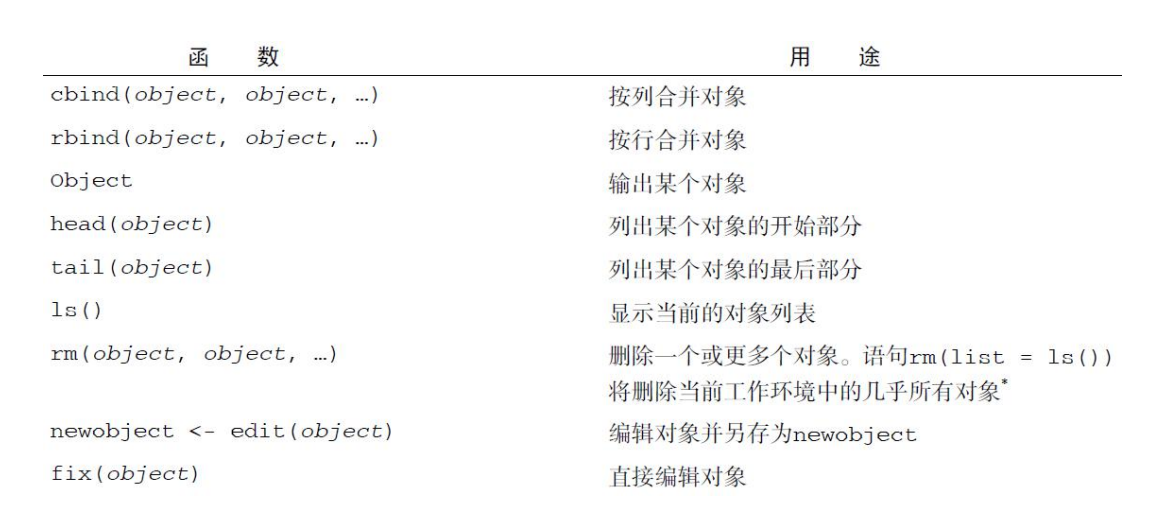 函 数 用 途
cbind(object, object, …) 按列合并对象
rbind(object, object, …) 按行合并对象
Object 输出某个对象
head(object) 列出某个对象的开始部分
tail(object) 列出某个对象的最后部分
ls() 显示当前的对象列表
rm(object, object, …) 删除一个或更多个对象。语句rm(list = ls())
将删除当前工作环境中的几乎所有对象*
newobject <- edit(object) 编辑对象并另存为newobject
fix(object) 直接编辑对象